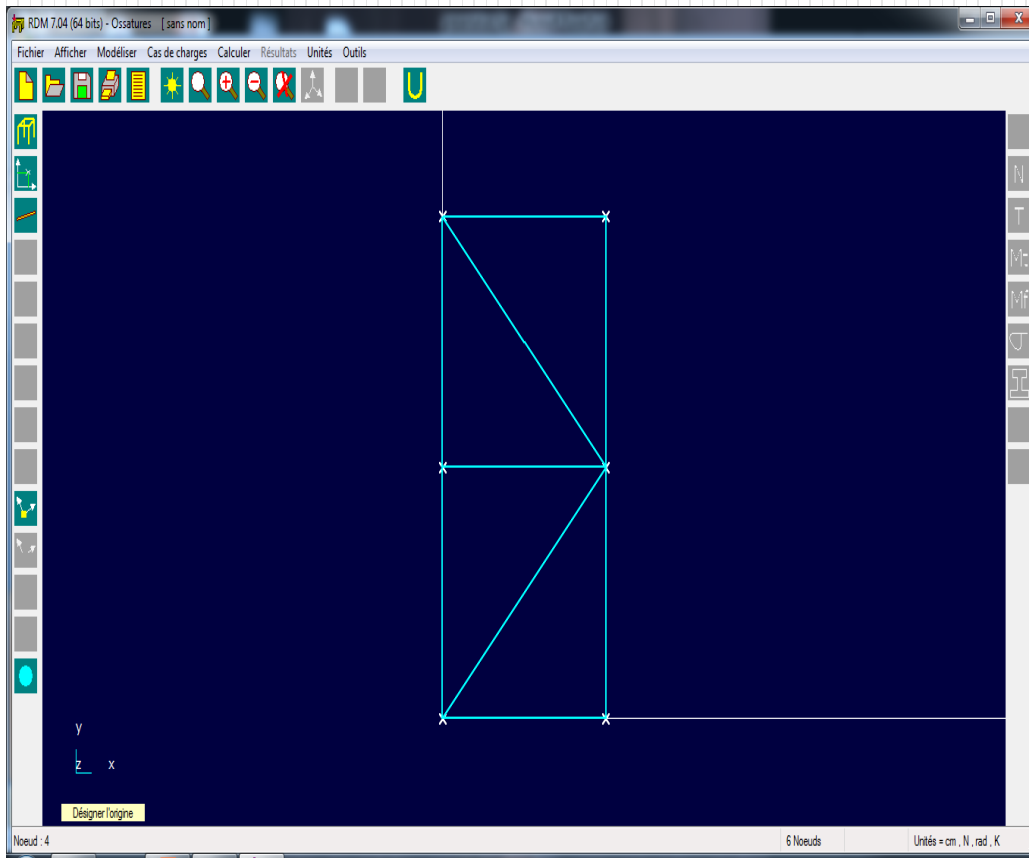 RDM 7.04 (64 bits) - Ossatures [ sans nom ]
Fichier Afficher Modéliser Cas de charges Calculer Résultats Unités Outils
N
T
Mf
y
z x
Désigner l'origine
Noeud : 4 6 Noeuds Unités = cm , N , rad , K